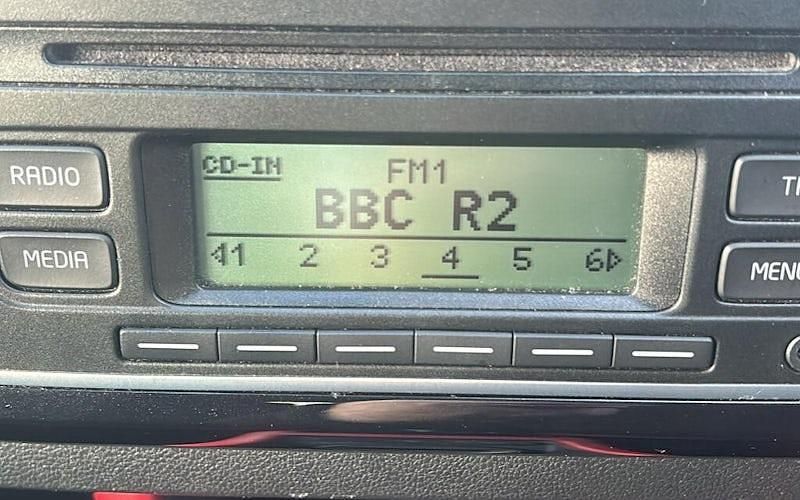 RADIO
MEDIA
CD-IN
FM1
BBC R2
1 2 3 4 5 6
MENU